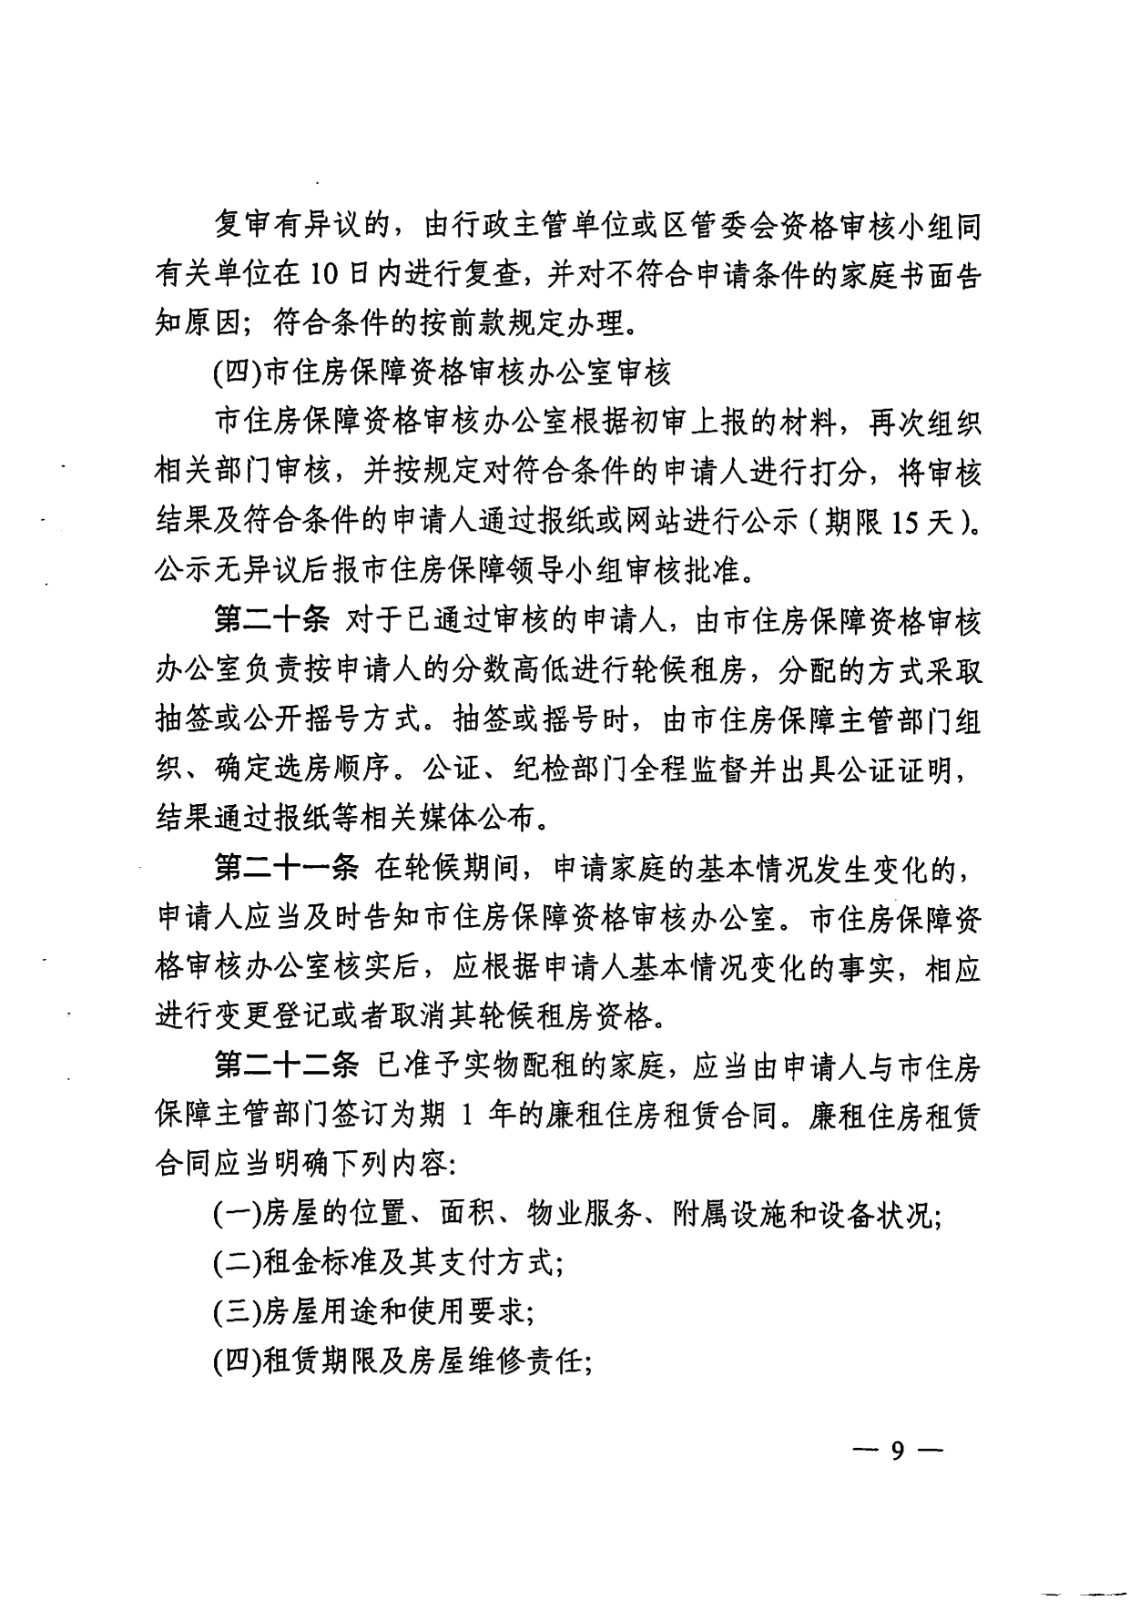 复审有异议的，由行政主管单位或区管委会资格审核小组同
有关单位在 10 日内进行复查，并对不符合申请条件的家庭书面告
知原因；符合条件的按前款规定办理。
(四)市住房保障资格审核办公室审核
市住房保障资格审核办公室根据初审上报的材料，再次组织
相关部门审核，并按规定对符合条件的申请人进行打分，将审核
结果及符合条件的申请人通过报纸或网站进行公示（期限 15 天）。
公示无异议后报市住房保障领导小组审核批准。
第二十条 对于已通过审核的申请人，由市住房保障资格审核
办公室负责按申请人的分数高低进行轮候租房，分配的方式采取
抽签或公开摇号方式。抽签或摇号时，由市住房保障主管部门组
织、确定选房顺序。公证、纪检部门全程监督并出具公证证明，
结果通过报纸等相关媒体公布。
第二十一条 在轮候期间，申请家庭的基本情况发生变化的，
申请人应当及时告知市住房保障资格审核办公室。市住房保障资
格审核办公室核实后，应根据申请人基本情况变化的事实，相应
进行变更登记或者取消其轮候租房资格。
第二十二条 已准予实物配租的家庭，应当由申请人与市住房
保障主管部门签订为期 1 年的廉租住房租赁合同。廉租住房租赁
合同应当明确下列内容：
(一)房屋的位置、面积、物业服务、附属设施和设备状况；
(二)租金标准及其支付方式；
(三)房屋用途和使用要求；
(四)租赁期限及房屋维修责任；
— 9 —